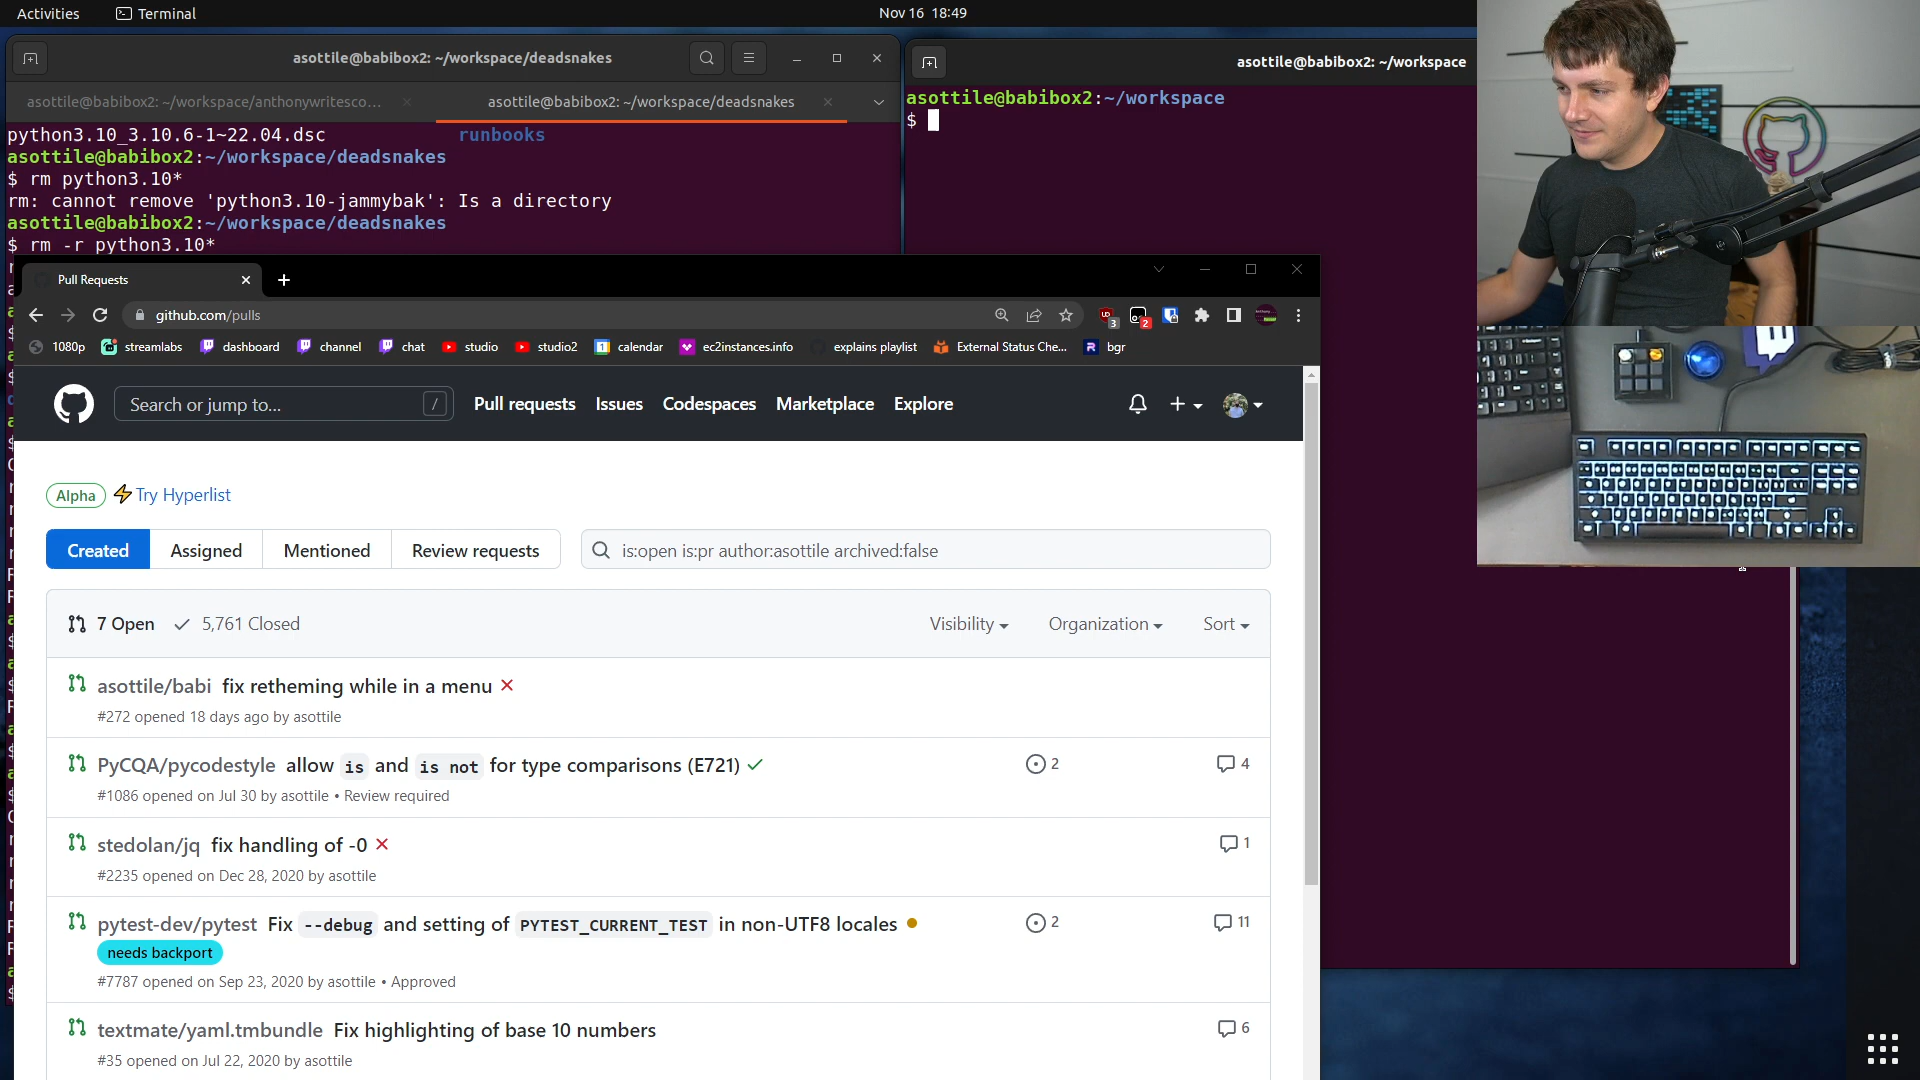 Activities
Terminal
Nov 16 18:49
asottile@babibox2: ~/workspace/deadsnakes
asottile@babibox2: ~/workspace/anthonywritesco...
asottile@babibox2: ~/workspace/deadsnakes
python3.10_3.10.6-1~22.04.dsc runbooks
asottile@babibox2:~/workspace/deadsnakes
$ rm python3.10*
rm: cannot remove 'python3.10-jammybak': Is a directory
asottile@babibox2:~/workspace/deadsnakes
$ rm -r python3.10*
asottile@babibox2: ~/workspace
asottile@babibox2:~/workspace
$
Pull Requests
github.com/pulls
3
2
1080p
streamlabs
dashboard
channel
chat
studio
studio2
calendar
ec2instances.info
explains playlist
External Status Che...
bgr
Search or jump to...
/
Pull requests
Issues
Codespaces
Marketplace
Explore
Alpha
Try Hyperlist
Created
Assigned
Mentioned
Review requests
is:open is:pr author:asottile archived:false
7 Open
5,761 Closed
Visibility
Organization
Sort
asottile/babi fix retheming while in a menu
#272 opened 18 days ago by asottile
PyCQA/pycodestyle allow is and is not for type comparisons (E721)
2
4
#1086 opened on Jul 30 by asottile • Review required
stedolan/jq fix handling of -0
1
#2235 opened on Dec 28, 2020 by asottile
pytest-dev/pytest Fix --debug and setting of PYTEST_CURRENT_TEST in non-UTF8 locales
2
11
needs backport
#7787 opened on Sep 23, 2020 by asottile • Approved
textmate/yaml.tmbundle Fix highlighting of base 10 numbers
6
#35 opened on Jul 22, 2020 by asottile